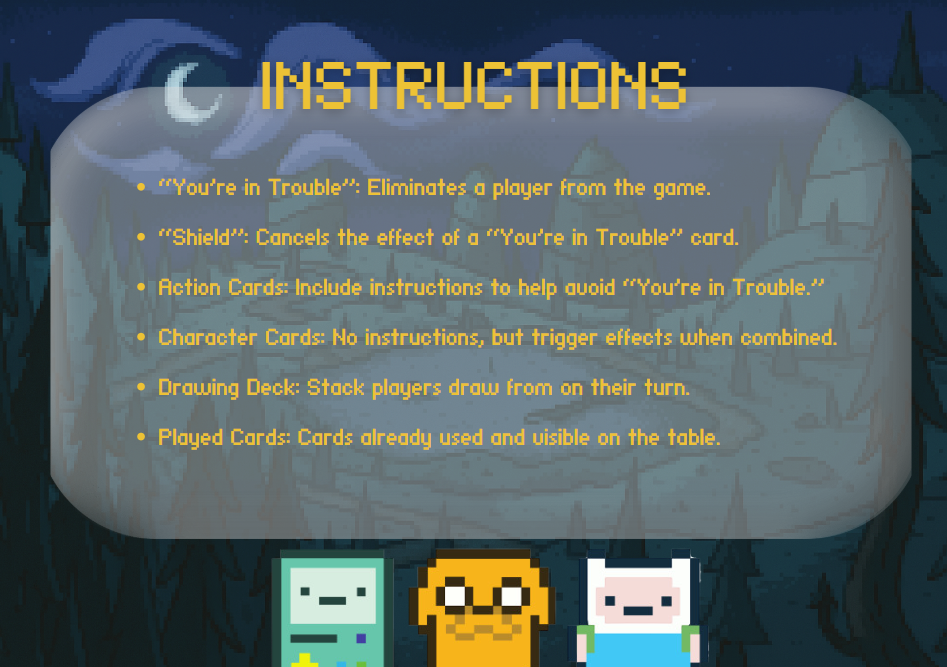 INSTRUCTIONS
• “You’re in Trouble”: Eliminates a player from the game.
• “Shield”: Cancels the effect of a “You’re in Trouble” card.
• Action Cards: Include instructions to help avoid “You’re in Trouble.”
• Character Cards: No instructions, but trigger effects when combined.
• Drawing Deck: Stack players draw from on their turn.
• Played Cards: Cards already used and visible on the table.